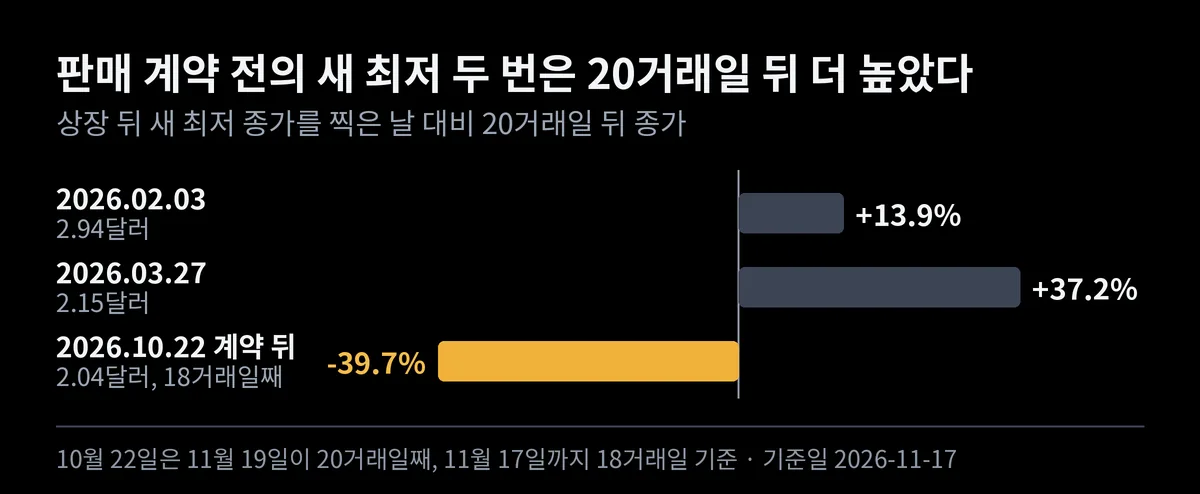 판매 계약 전의 새 최저 두 번은 20거래일 뒤 더 높았다
상장 뒤 새 최저 종가를 찍은 날 대비 20거래일 뒤 종가
2026.02.03
2.94달러
+13.9%
2026.03.27
2.15달러
+37.2%
2026.10.22 계약 뒤
2.04달러, 18거래일째
-39.7%
10월 22일은 11월 19일이 20거래일째, 11월 17일까지 18거래일 기준 · 기준일 2026-11-17